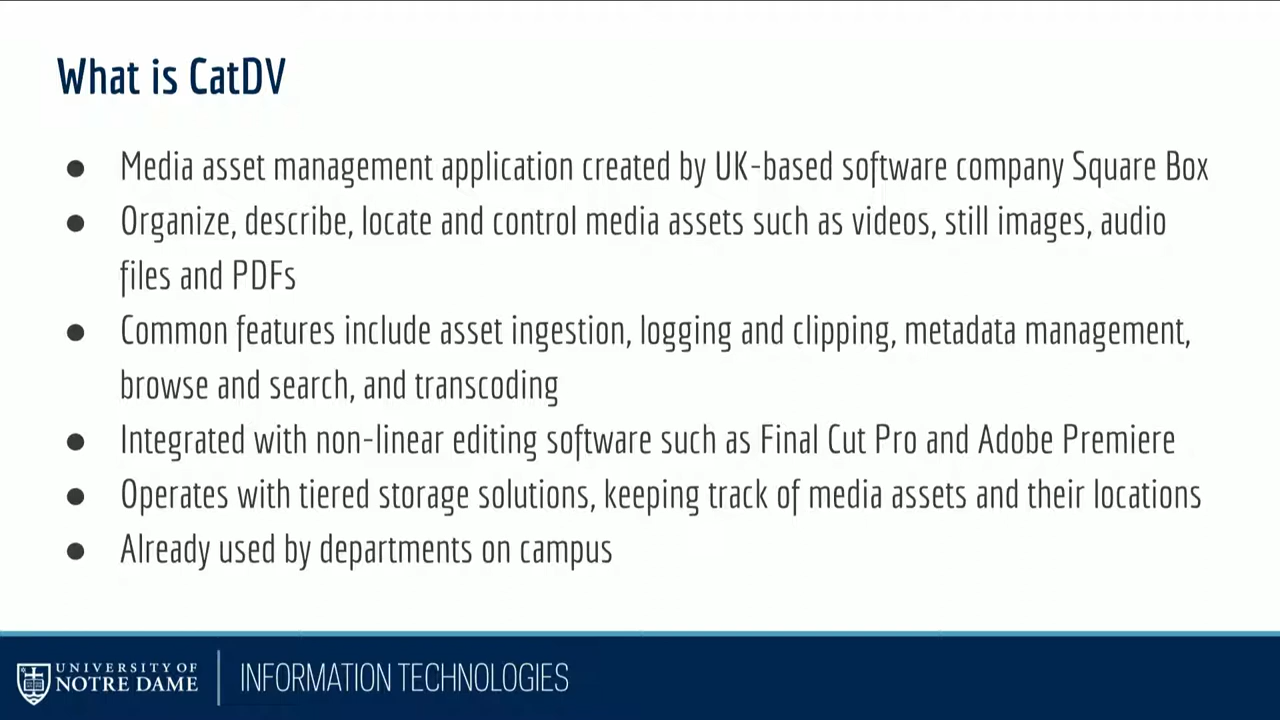 What is CatDV
● Media asset management application created by UK-based software company Square Box
● Organize, describe, locate and control media assets such as videos, still images, audio
files and PDFs
● Common features include asset ingestion, logging and clipping, metadata management,
browse and search, and transcoding
● Integrated with non-linear editing software such as Final Cut Pro and Adobe Premiere
● Operates with tiered storage solutions, keeping track of media assets and their locations
● Already used by departments on campus
UNIVERSITY OF
NOTRE DAME
INFORMATION TECHNOLOGIES